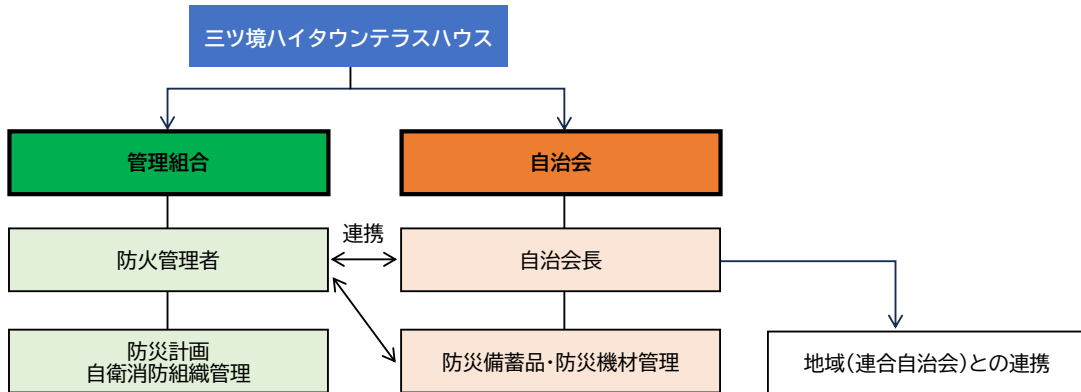 三ツ境ハイタウンテラスハウス
管理組合
自治会
連携
防火管理者
自治会長
防災計画
自衛消防組織管理
防災備蓄品・防災機材管理
地域(連合自治会)との連携